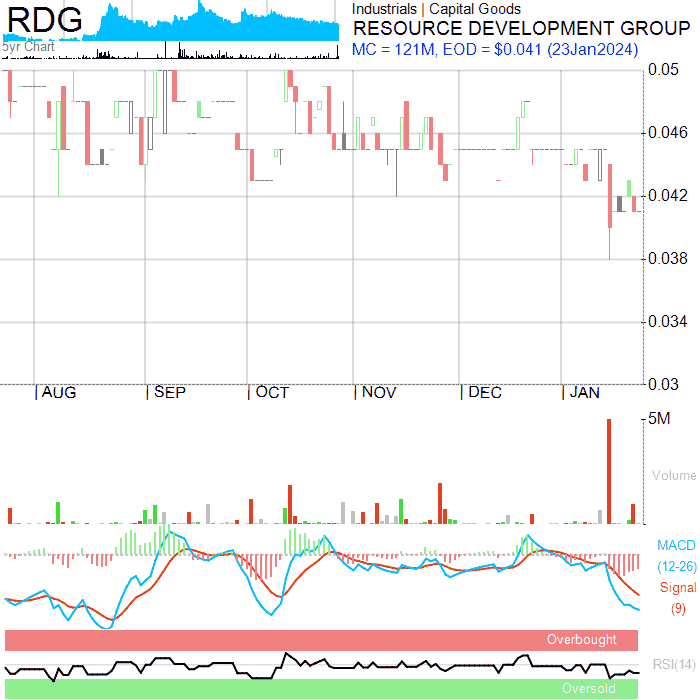 RDG
5yr Chart
Industrials | Capital Goods
RESOURCE DEVELOPMENT GROUP
MC = 121M, EOD = $0.041 (23Jan2024)
0.05
0.046
0.042
0.038
0.034
0.03
| AUG | SEP | OCT | NOV | DEC | JAN
5M
Volume
MACD
(12-26)
Signal
(9)
Overbought
RSI(14)
Oversold